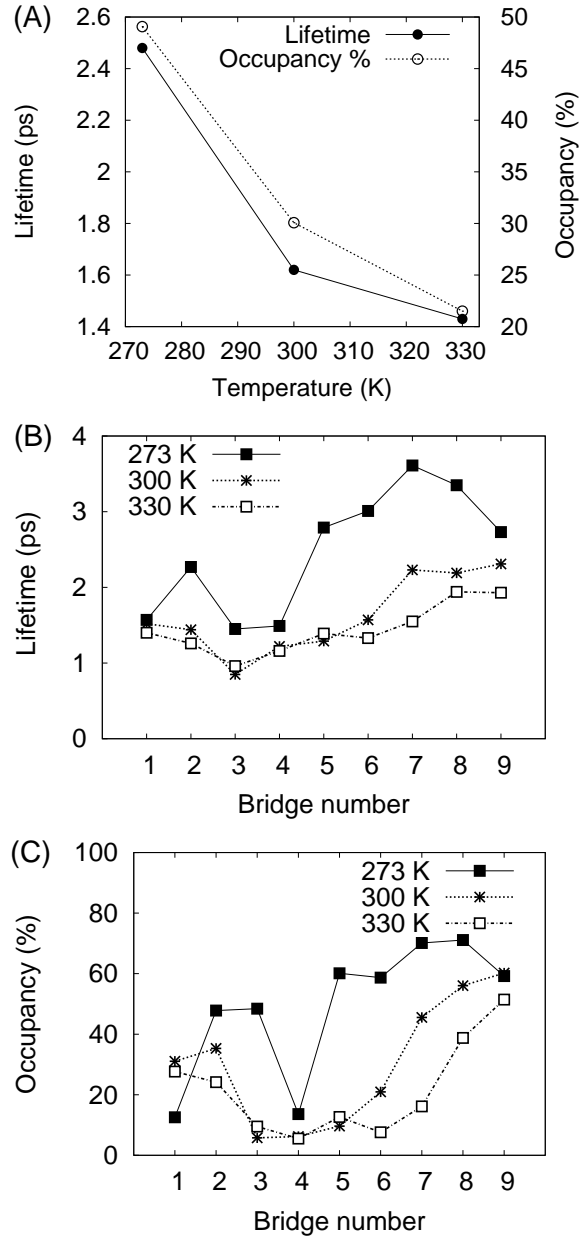 (A)
Lifetime
Occupancy %
2.6
2.4
2.2
2
1.8
1.6
1.4
50
45
40
35
30
25
20
270 280 290 300 310 320 330
Lifetime (ps)
Occupancy (%)
Temperature (K)
(B)
273 K
300 K
330 K
4
3
2
1
0
1 2 3 4 5 6 7 8 9
Lifetime (ps)
Bridge number
(C)
273 K
300 K
330 K
100
80
60
40
20
0
1 2 3 4 5 6 7 8 9
Occupancy (%)
Bridge number